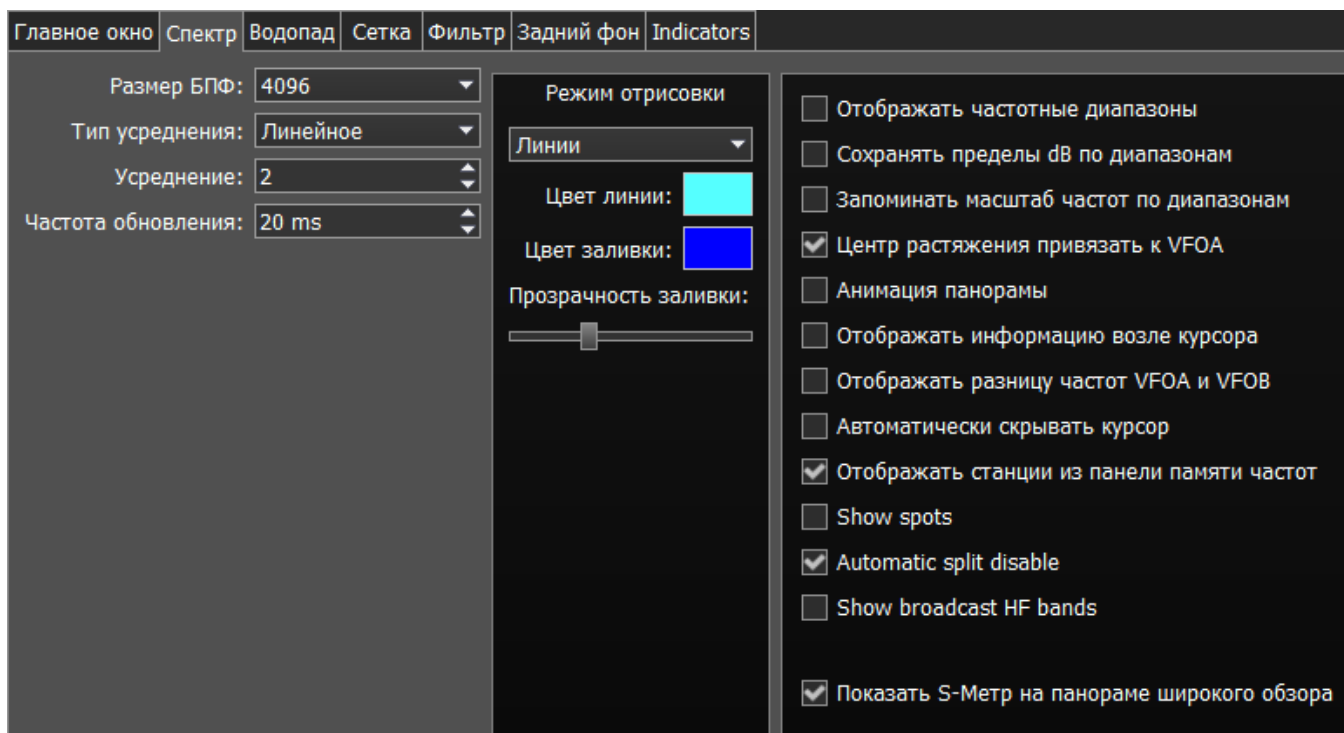 Главное окно Спектр Водопад Сетка Фильтр Задний фон Indicators
Размер БПФ: 4096
Тип усреднения: Линейное
Усреднение: 2
Частота обновления: 20 ms
Режим отрисовки
Линии
Цвет линии:
Цвет заливки:
Прозрачность заливки:
Отображать частотные диапазоны
Сохранять пределы dB по диапазонам
Запоминать масштаб частот по диапазонам
Центр растяжения привязать к VFOA
Анимация панорамы
Отображать информацию возле курсора
Отображать разницу частот VFOA и VFOB
Автоматически скрывать курсор
Отображать станции из панели памяти частот
Show spots
Automatic split disable
Show broadcast HF bands
Показать S-Метр на панораме широкого обзора